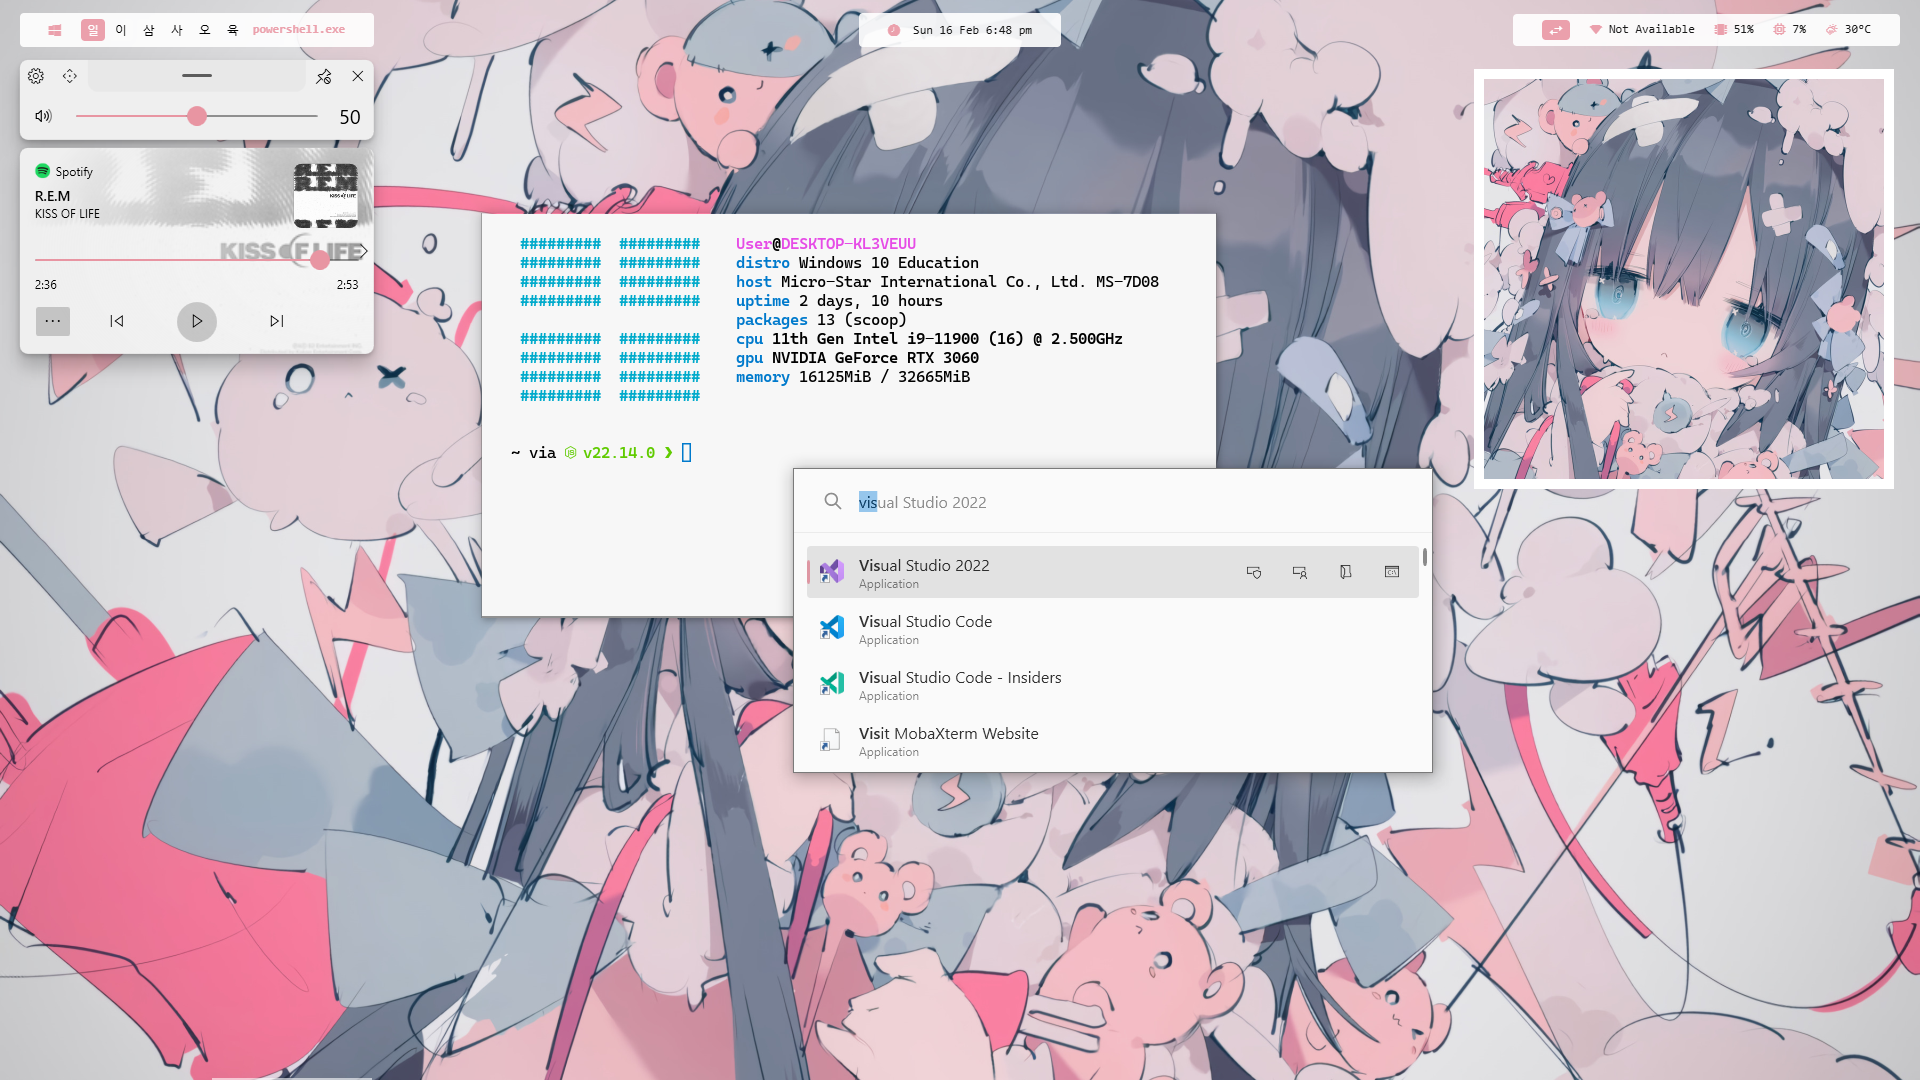 일 이 삼 사 오 육 powershell.exe
Sun 16 Feb 6:48 pm
Not Available 51% 7% 30°C
50
Spotify
R.E.M
KISS OF LIFE
R.E.M
KISS OF LIFE
KISS OF LIFE
2:36
2:53
######### ######### User@DESKTOP-KL3VEUU
######### ######### distro Windows 10 Education
######### ######### host Micro-Star International Co., Ltd. MS-7D08
######### ######### uptime 2 days, 10 hours
packages 13 (scoop)
######### ######### cpu 11th Gen Intel i9-11900 (16) @ 2.500GHz
######### ######### gpu NVIDIA GeForce RTX 3060
######### ######### memory 16125MiB / 32665MiB
######### #########
~ via v22.14.0 ❯
visual Studio 2022
Visual Studio 2022
Application
Visual Studio Code
Application
Visual Studio Code - Insiders
Application
Visit MobaXterm Website
Application